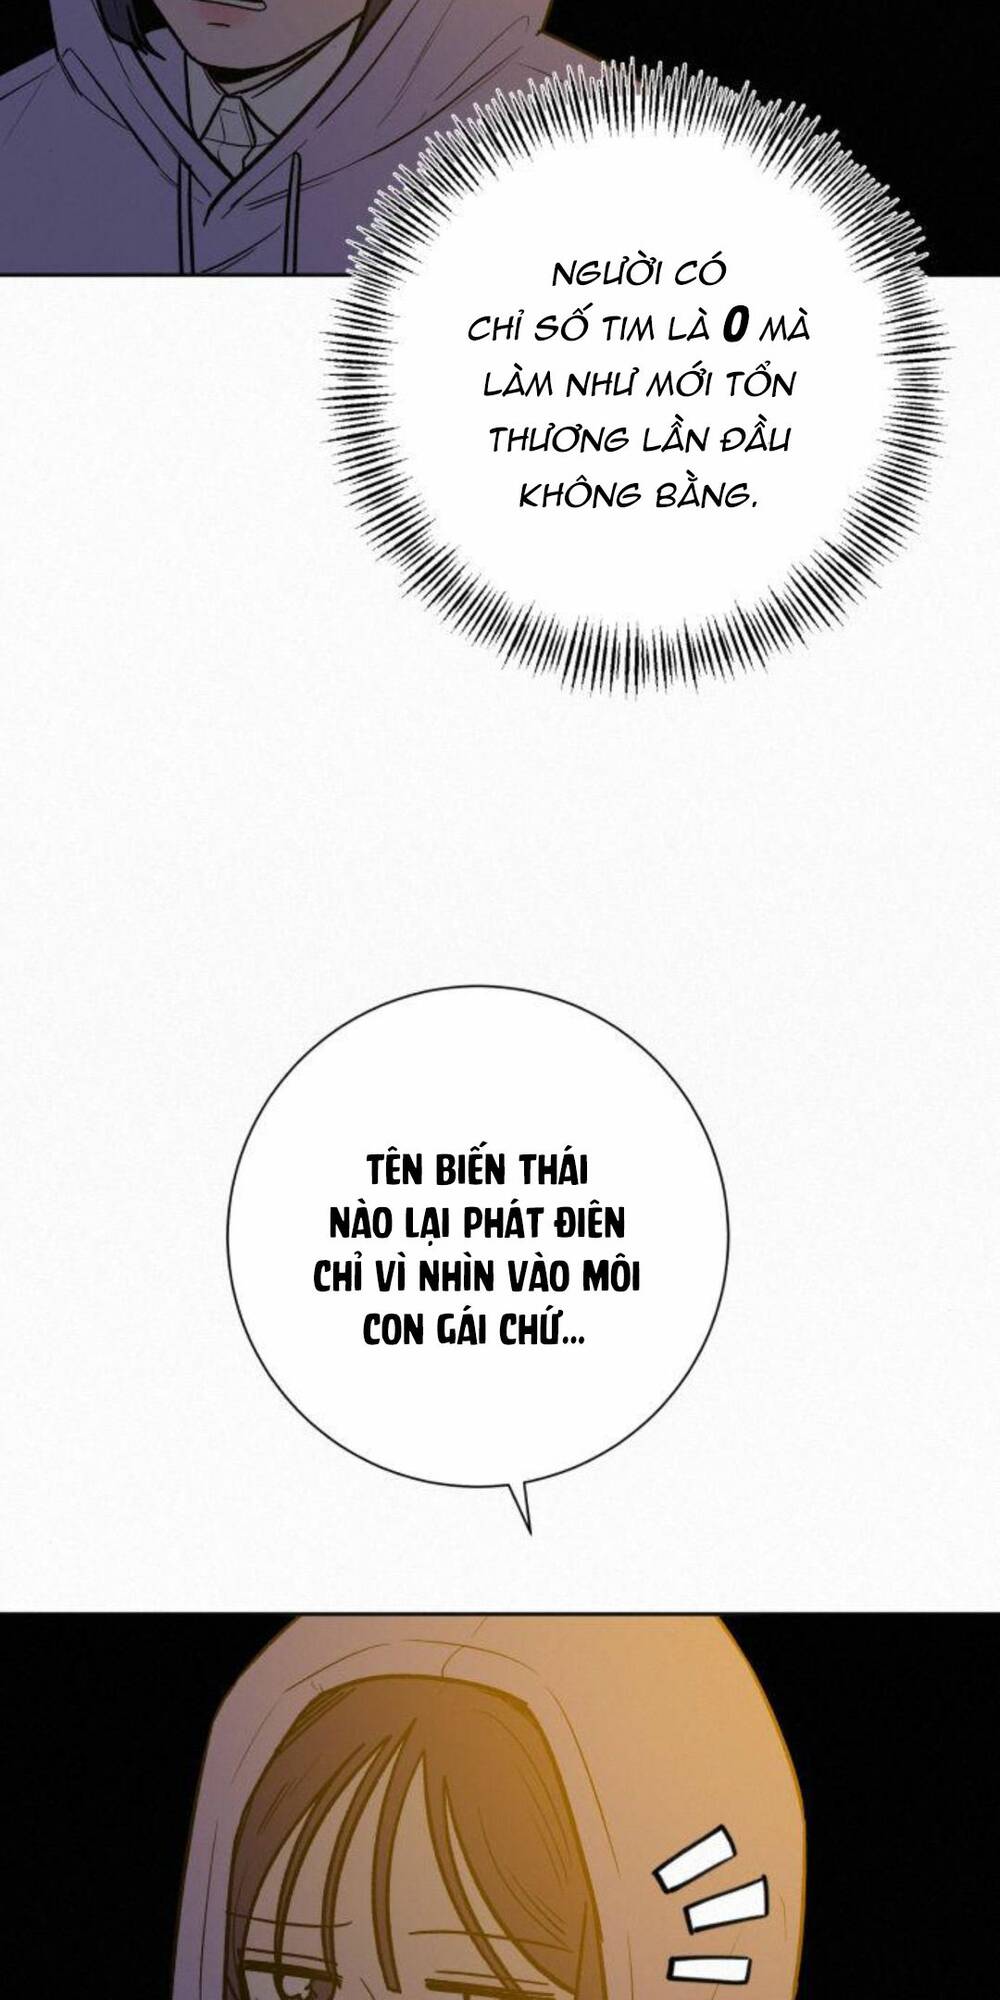 NGƯỜI CÓ
CHỈ SỐ TIM LÀ 0 MÀ
LÀM NHƯ MỚI TỔN
THƯƠNG LẦN ĐẦU
KHÔNG BẰNG.
TÊN BIẾN THÁI
NÀO LẠI PHÁT ĐIÊN
CHỈ VÌ NHÌN VÀO MÔI
CON GÁI CHỨ...